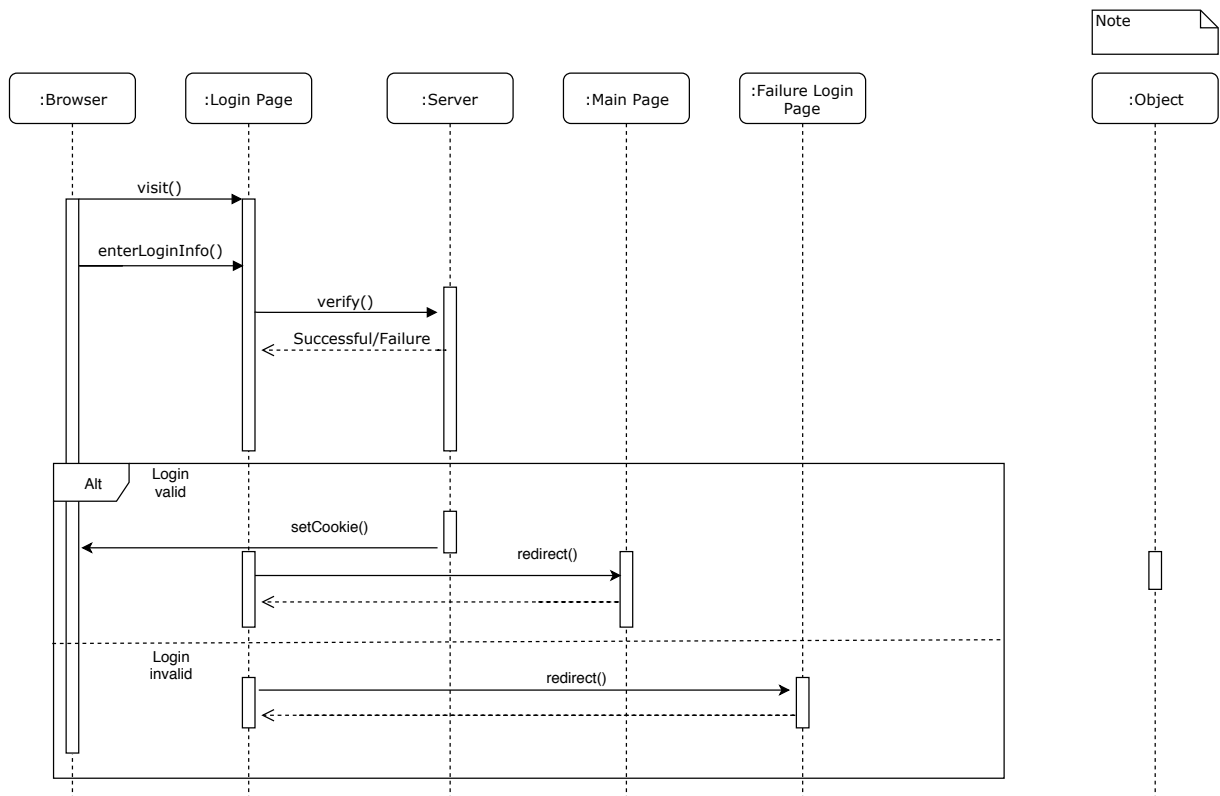 Note
:Browser
:Login Page
:Server
:Main Page
:Failure Login
Page
:Object
visit()
enterLoginInfo()
verify()
Successful/Failure
Alt
Login
valid
setCookie()
redirect()
Login
invalid
redirect()